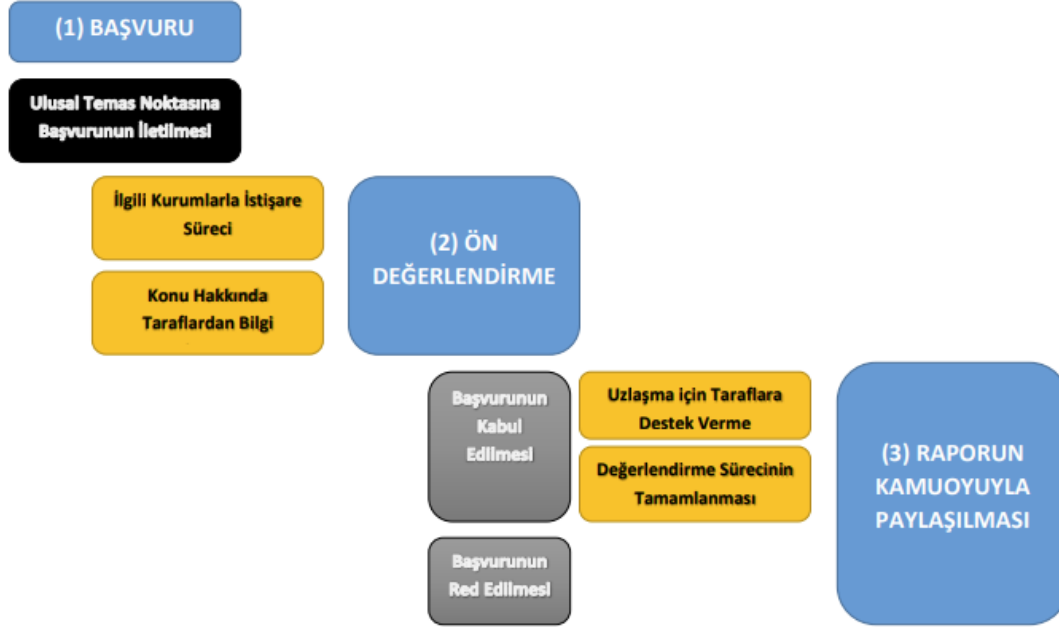 (1) BAŞVURU
Ulusal Temas Noktasına
Başvurunun İletilmesi
İlgili Kurumlarla İstişare
Süreci
Konu Hakkında
Taraflardan Bilgi
(2) ÖN
DEĞERLENDİRME
Başvurunun
Kabul
Edilmesi
Başvurunun
Red Edilmesi
Uzlaşma için Taraflara
Destek Verme
Değerlendirme Sürecinin
Tamamlanması
(3) RAPORUN
KAMUOYUYLA
PAYLAŞILMASI